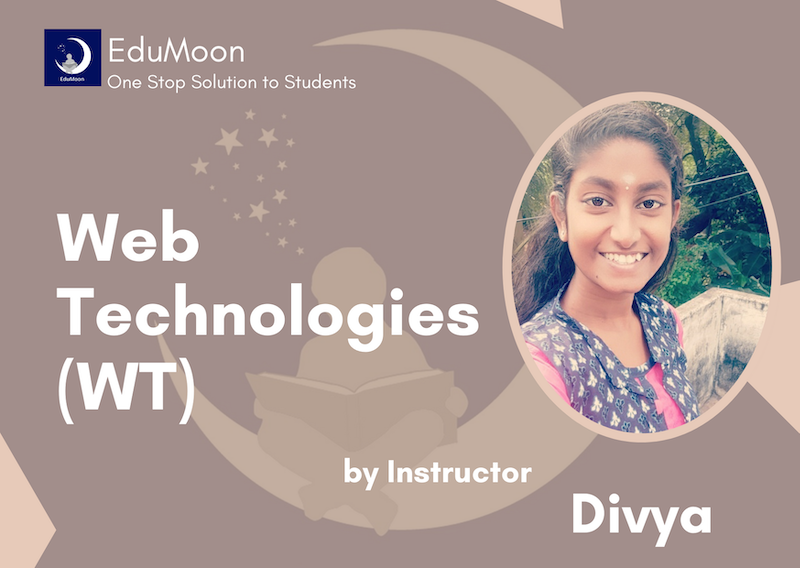 EduMoon
One Stop Solution to Students
EduMoon
Web
Technologies
(WT)
by Instructor
Divya